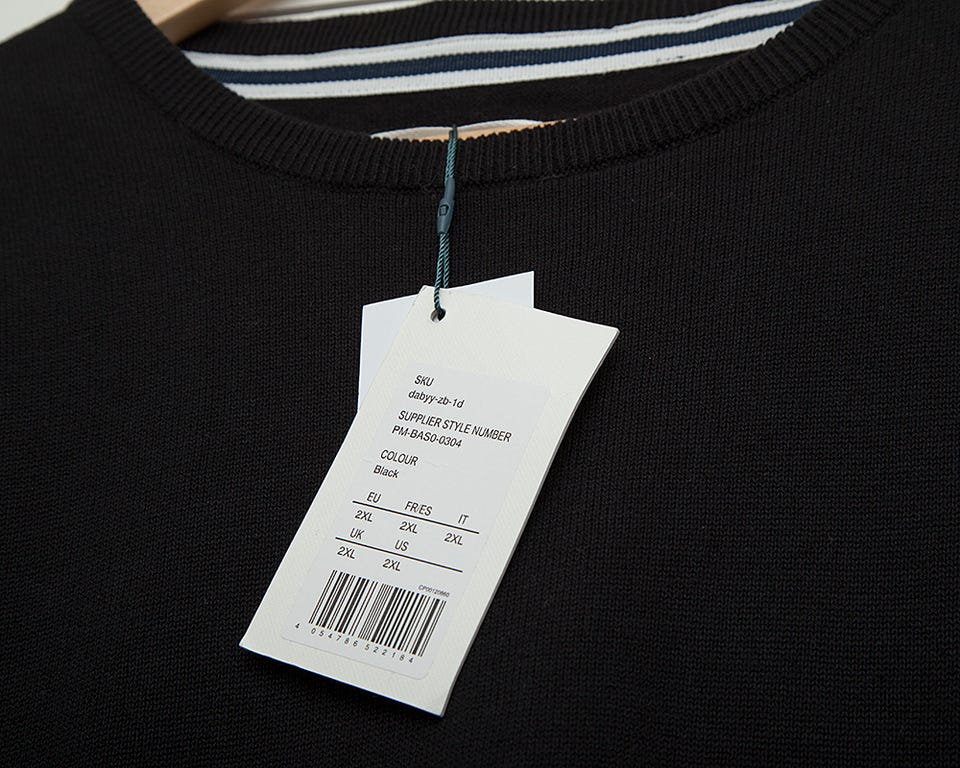 SKU
dabyy-zb-1d
SUPPLIER STYLE NUMBER
PM-BAS0-0304
COLOUR
Black
EU FR/ES IT
2XL 2XL 2XL
UK US
2XL 2XL
CP00120660
4 054786 522184